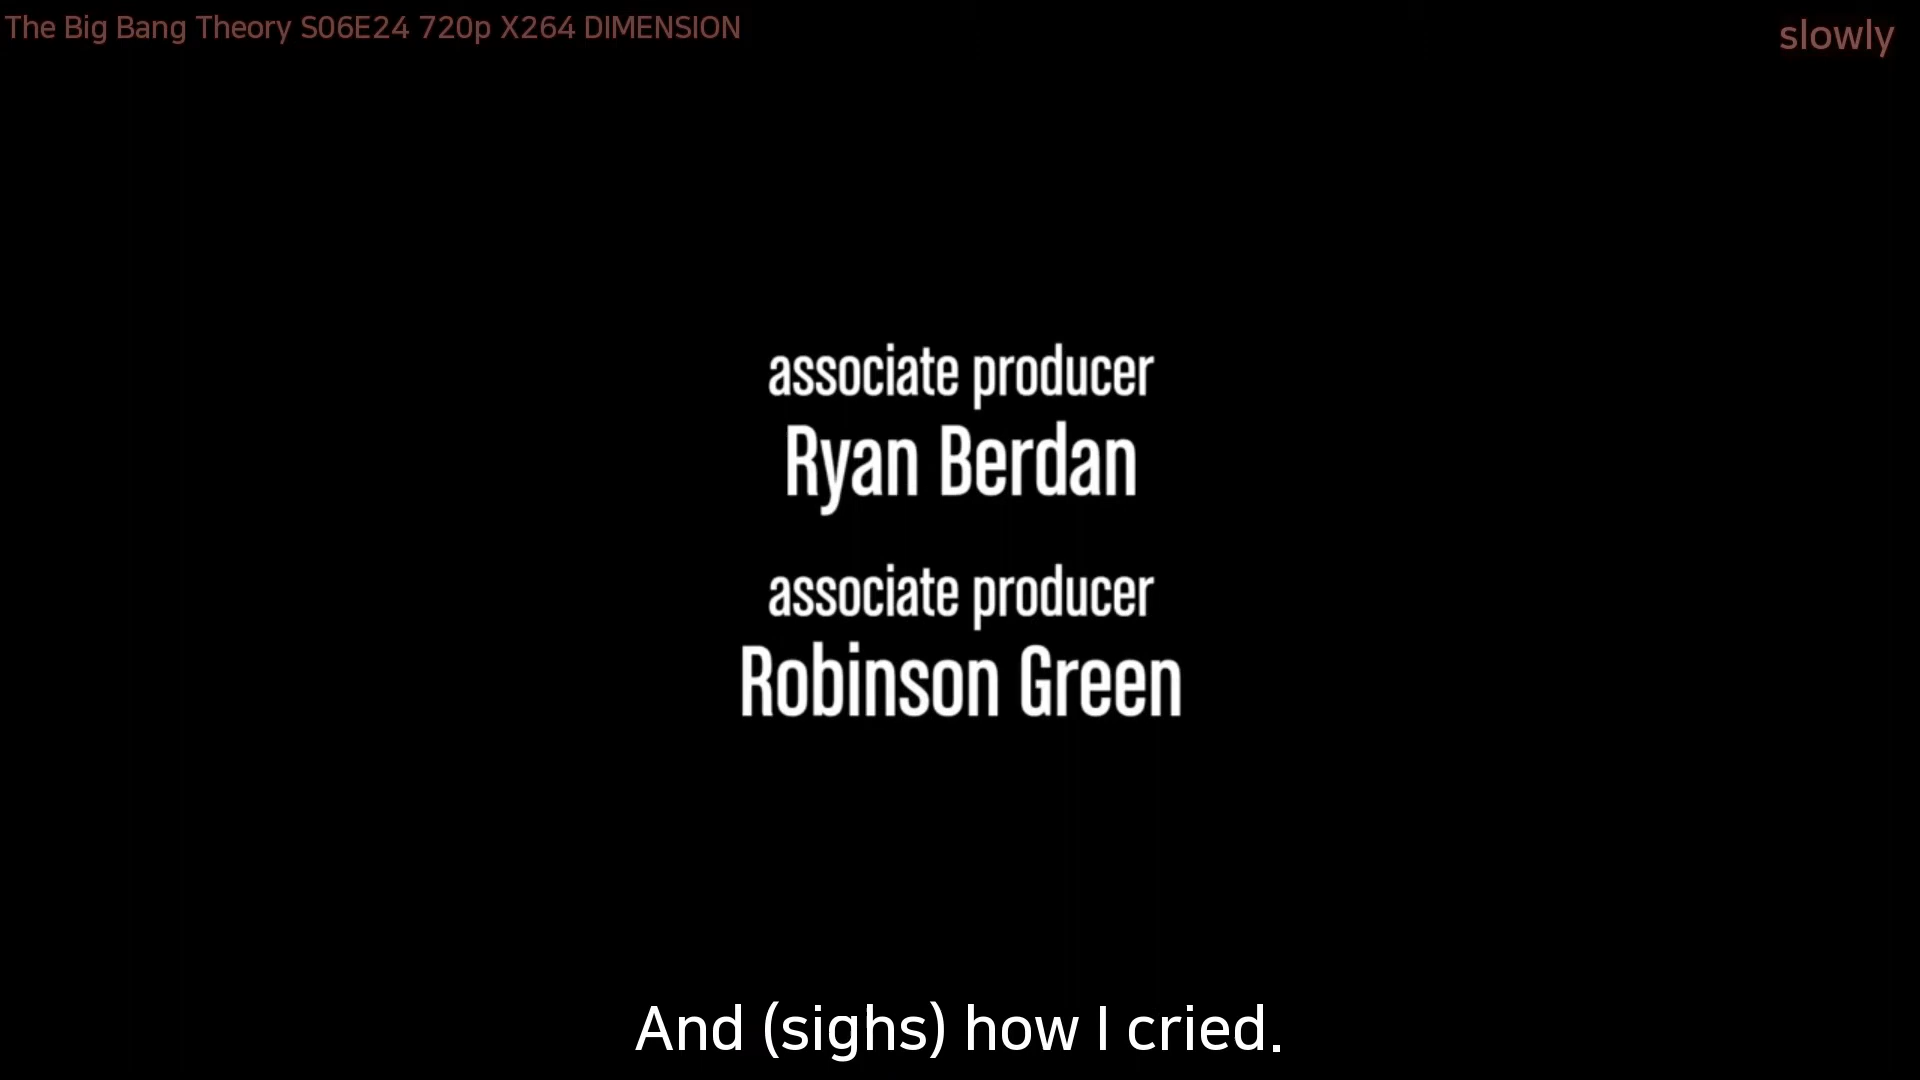 The Big Bang Theory S06E24 720p X264 DIMENSION
slowly
associate producer
Ryan Berdan
associate producer
Robinson Green
And (sighs) how I cried.